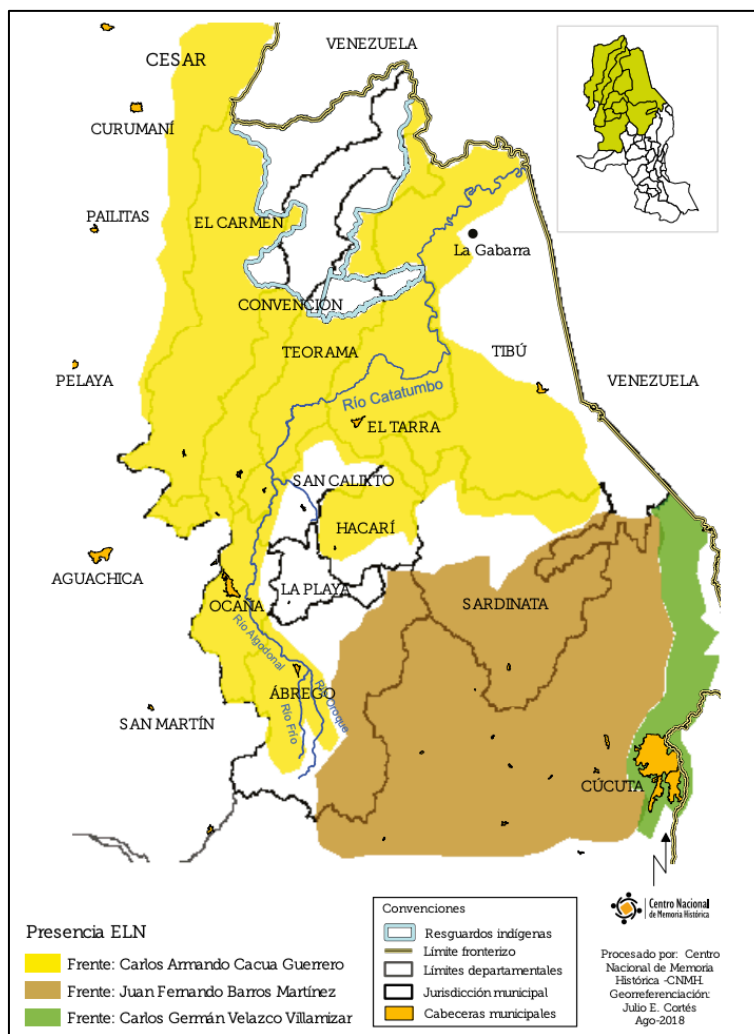 VENEZUELA
CESAR
CURUMANÍ
PAILITAS
EL CARMEN
La Gabarra
CONVENCIÓN
TEORAMA
TIBÚ
PELAYA
VENEZUELA
Río Catatumbo
EL TARRA
SAN CALIXTO
HACARÍ
AGUACHICA
LA PLAYA
OCAÑA
SARDINATA
Río Algodonal
ÁBREGO
Río Oroque
Río Frío
SAN MARTÍN
CÚCUTA
N
Presencia ELN
Frente: Carlos Armando Cacua Guerrero
Frente: Juan Fernando Barros Martínez
Frente: Carlos Germán Velazco Villamizar
Convenciones
Resguardos indígenas
Límite fronterizo
Límites departamentales
Jurisdicción municipal
Cabeceras municipales
Centro Nacional
de Memoria Histórica
Procesado por: Centro
Nacional de Memoria
Histórica -CNMH.
Georreferenciación:
Julio E. Cortés
Ago-2018